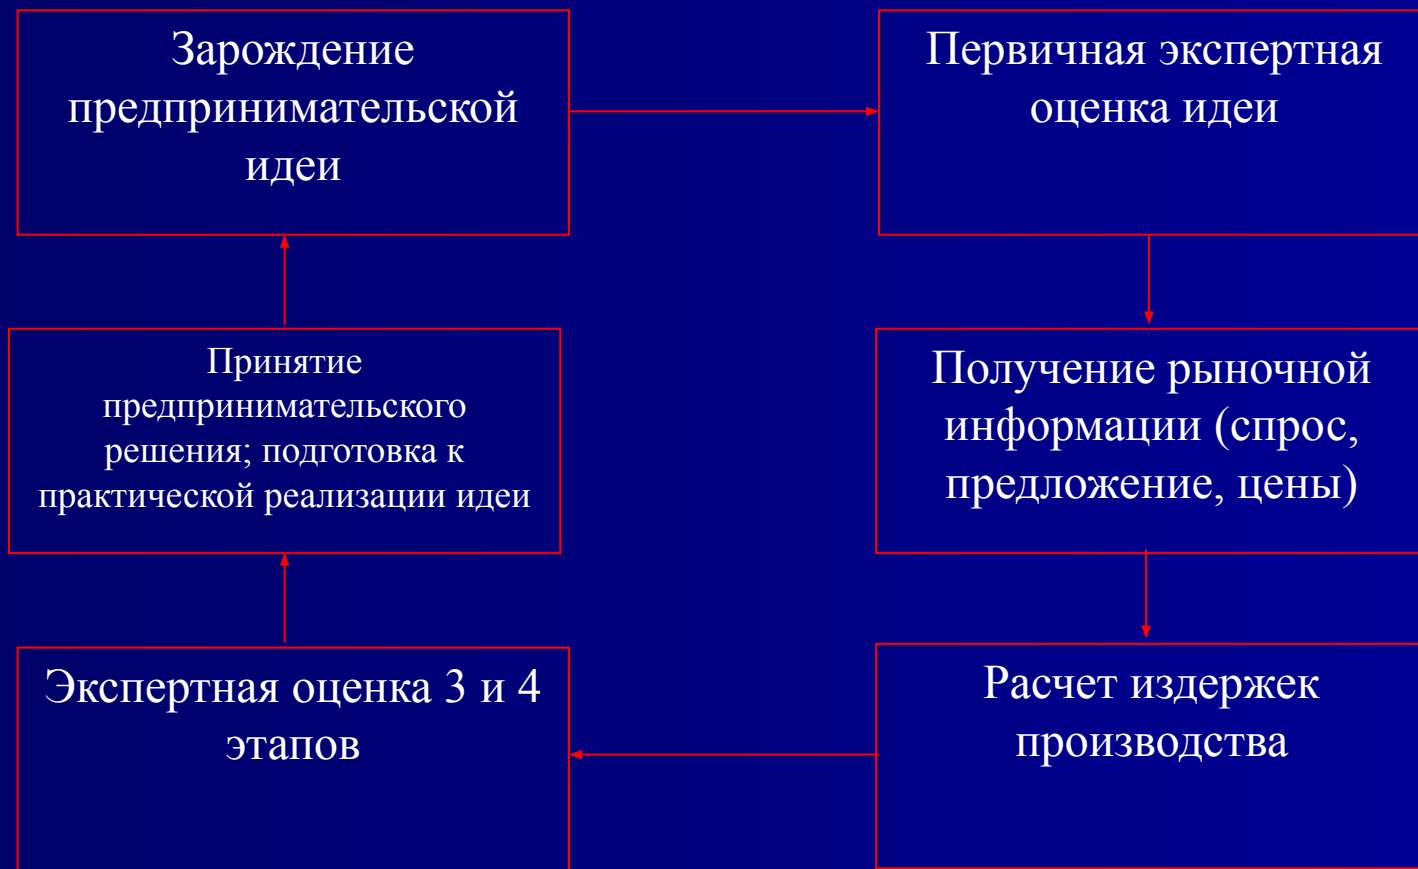 Зарождение
предпринимательской
идеи
Первичная экспертная
оценка идеи
Принятие
предпринимательского
решения; подготовка к
практической реализации идеи
Получение рыночной
информации (спрос,
предложение, цены)
Экспертная оценка 3 и 4
этапов
Расчет издержек
производства